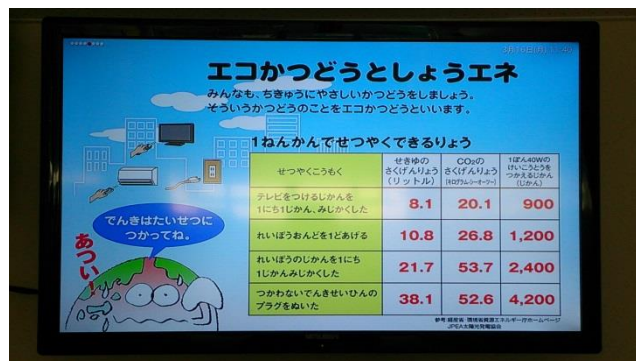 エコかつどうとしょうエネ
みんなも、ちきゅうにやさしいかつどうをしましょう。
そういうかつどうのことをエコかつどうといいます。
1ねんかんでせつやくできるりょう
せつやくこうもく
せきゆの
さくげんりょう
(リットル)
CO₂の
さくげんりょう
(キログラム-シーオーツー)
1ぽん40Wの
けいこうとうを
つかえるじかん
(じかん)
テレビをつけるじかんを
1にち1じかん、みじかくした
8.1 20.1 900
れいぼうおんどを1どあげる
10.8 26.8 1,200
れいぼうのじかんを1にち
1じかんみじかくした
21.7 53.7 2,400
つかわないでんきせいひんの
プラグをぬいた
38.1 52.6 4,200
でんきはたいせつに
つかってね。
あつい!
JPEA太陽光発電協会